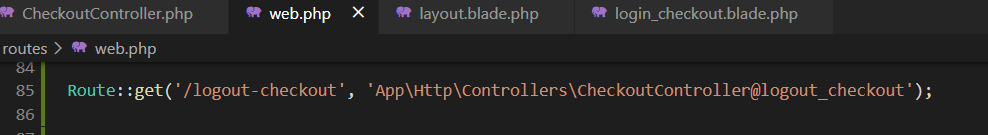 CheckoutController.php web.php × layout.blade.php login_checkout.blade.php
routes > web.php
84
85 Route::get('/logout-checkout', 'App\Http\Controllers\CheckoutController@logout_checkout');
86